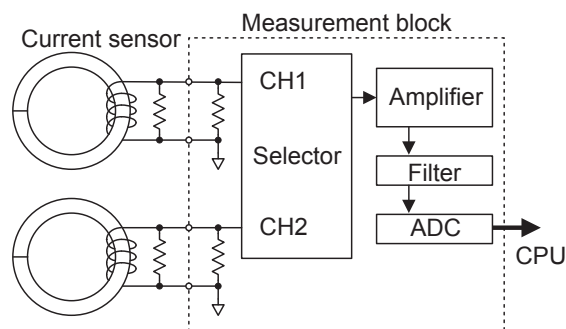 Measurement block
Current sensor
CH1
Amplifier
Selector
Filter
CH2
ADC
CPU